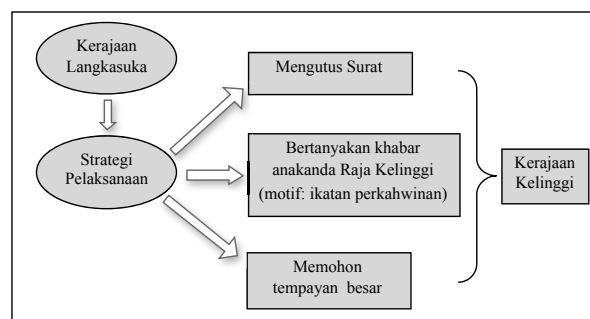 Kerajaan
Langkasuka
Strategi
Pelaksanaan
Mengutus Surat
Bertanyakan khabar
anakanda Raja Kelinggi
(motif: ikatan perkahwinan)
Memohon
tempayan besar
Kerajaan
Kelinggi